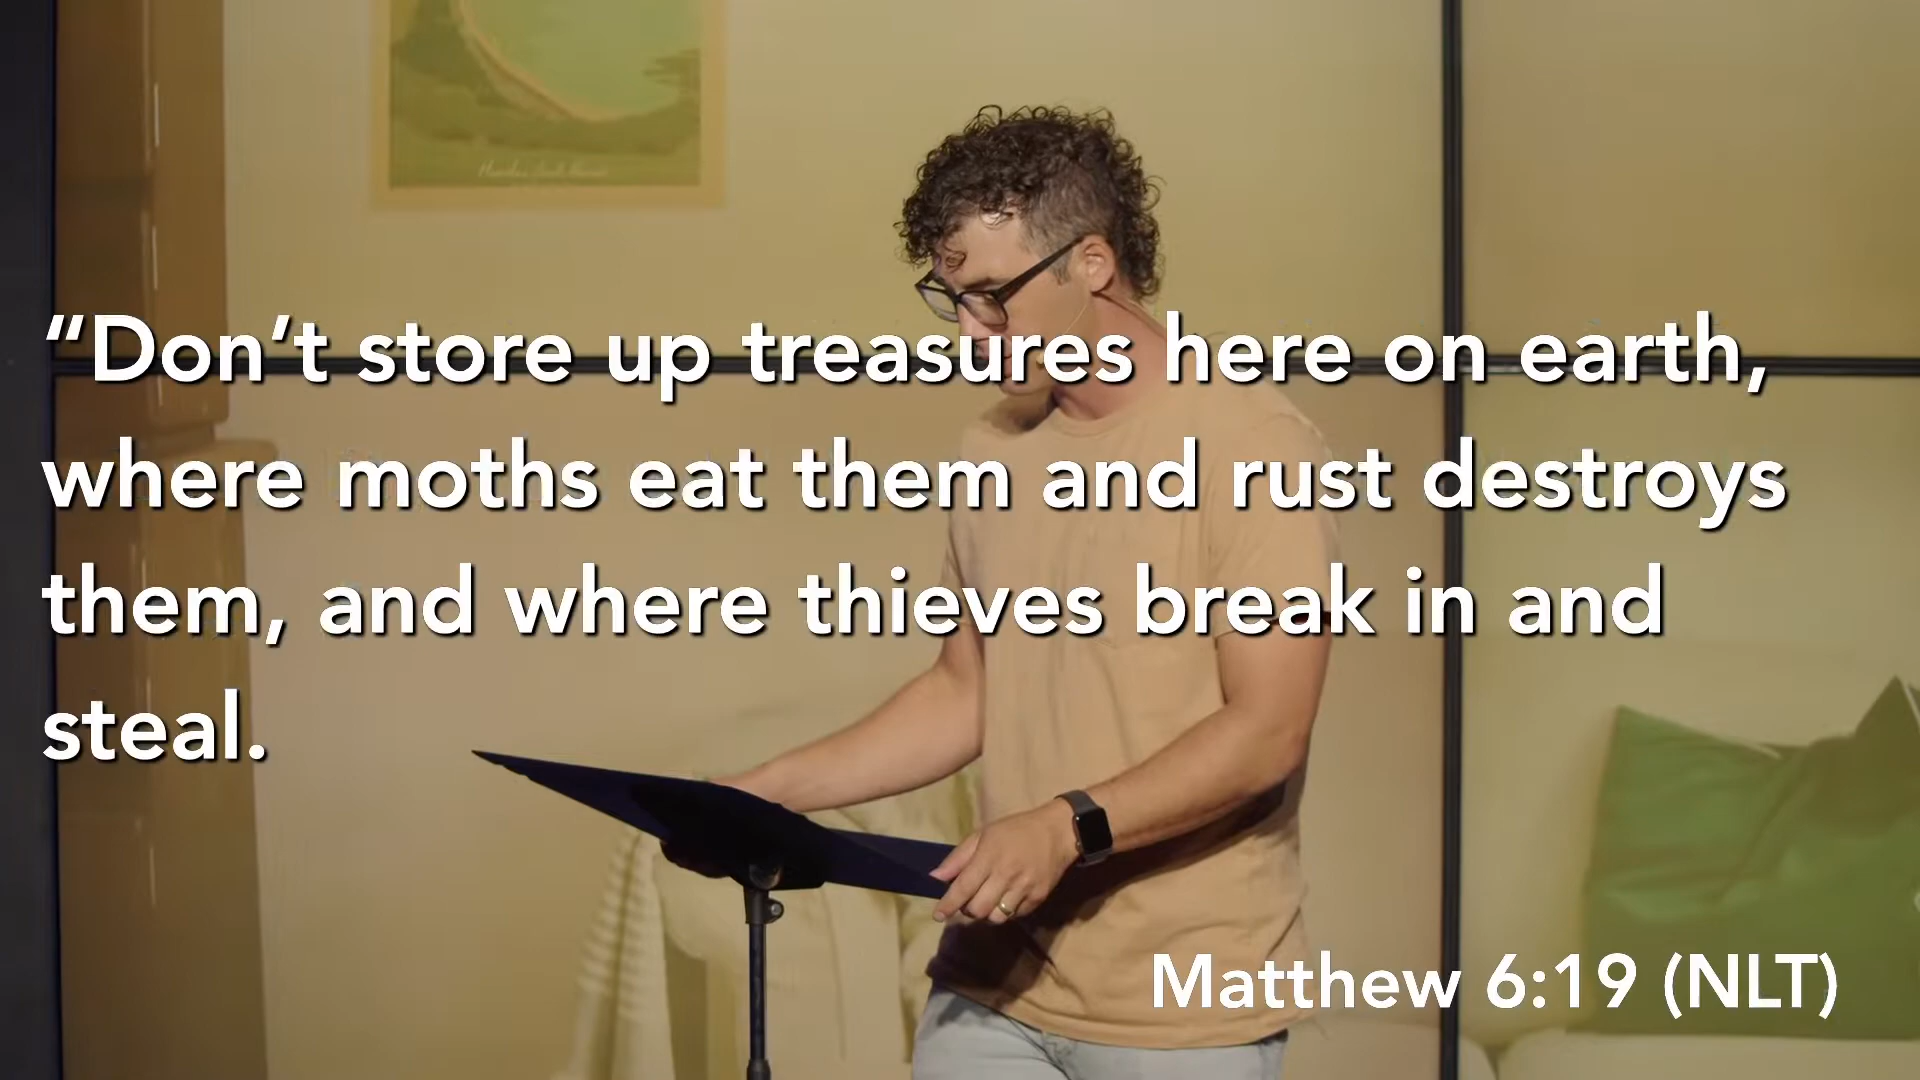 “Don’t store up treasures here on earth,
where moths eat them and rust destroys
them, and where thieves break in and
steal.
Matthew 6:19 (NLT)